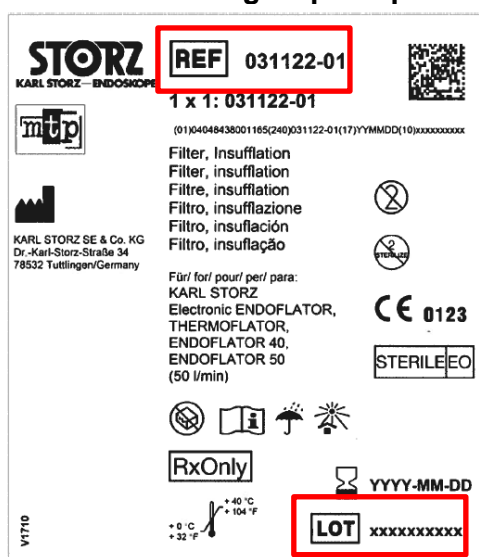 STORZ
KARL STORZ—ENDOSKOPE
mtp
KARL STORZ SE & Co. KG
Dr.-Karl-Storz-Straße 34
78532 Tuttlingen/Germany
V1710
REF 031122-01
1 x 1: 031122-01
(01)04048438001165(240)031122-01(17)YYMMDD(10)xxxxxxxxxx
Filter, Insufflation
Filter, insufflation
Filtre, insufflation
Filtro, insufflazione
Filtro, insuflación
Filtro, insuflação
Für/ for/ pour/ per/ para:
KARL STORZ
Electronic ENDOFLATOR,
THERMOFLATOR,
ENDOFLATOR 40,
ENDOFLATOR 50
(50 l/min)
2
2
STERILIZE
CE 0123
STERILE EO
i
RxOnly
+ 40 °C
+ 104 °F
+ 0 °C
+ 32 °F
YYYY-MM-DD
LOT xxxxxxxxxx